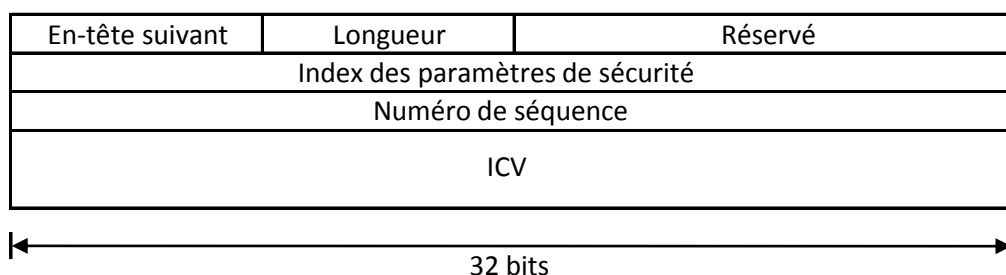 En-tête suivant Longueur Réservé
Index des paramètres de sécurité
Numéro de séquence
ICV
32 bits